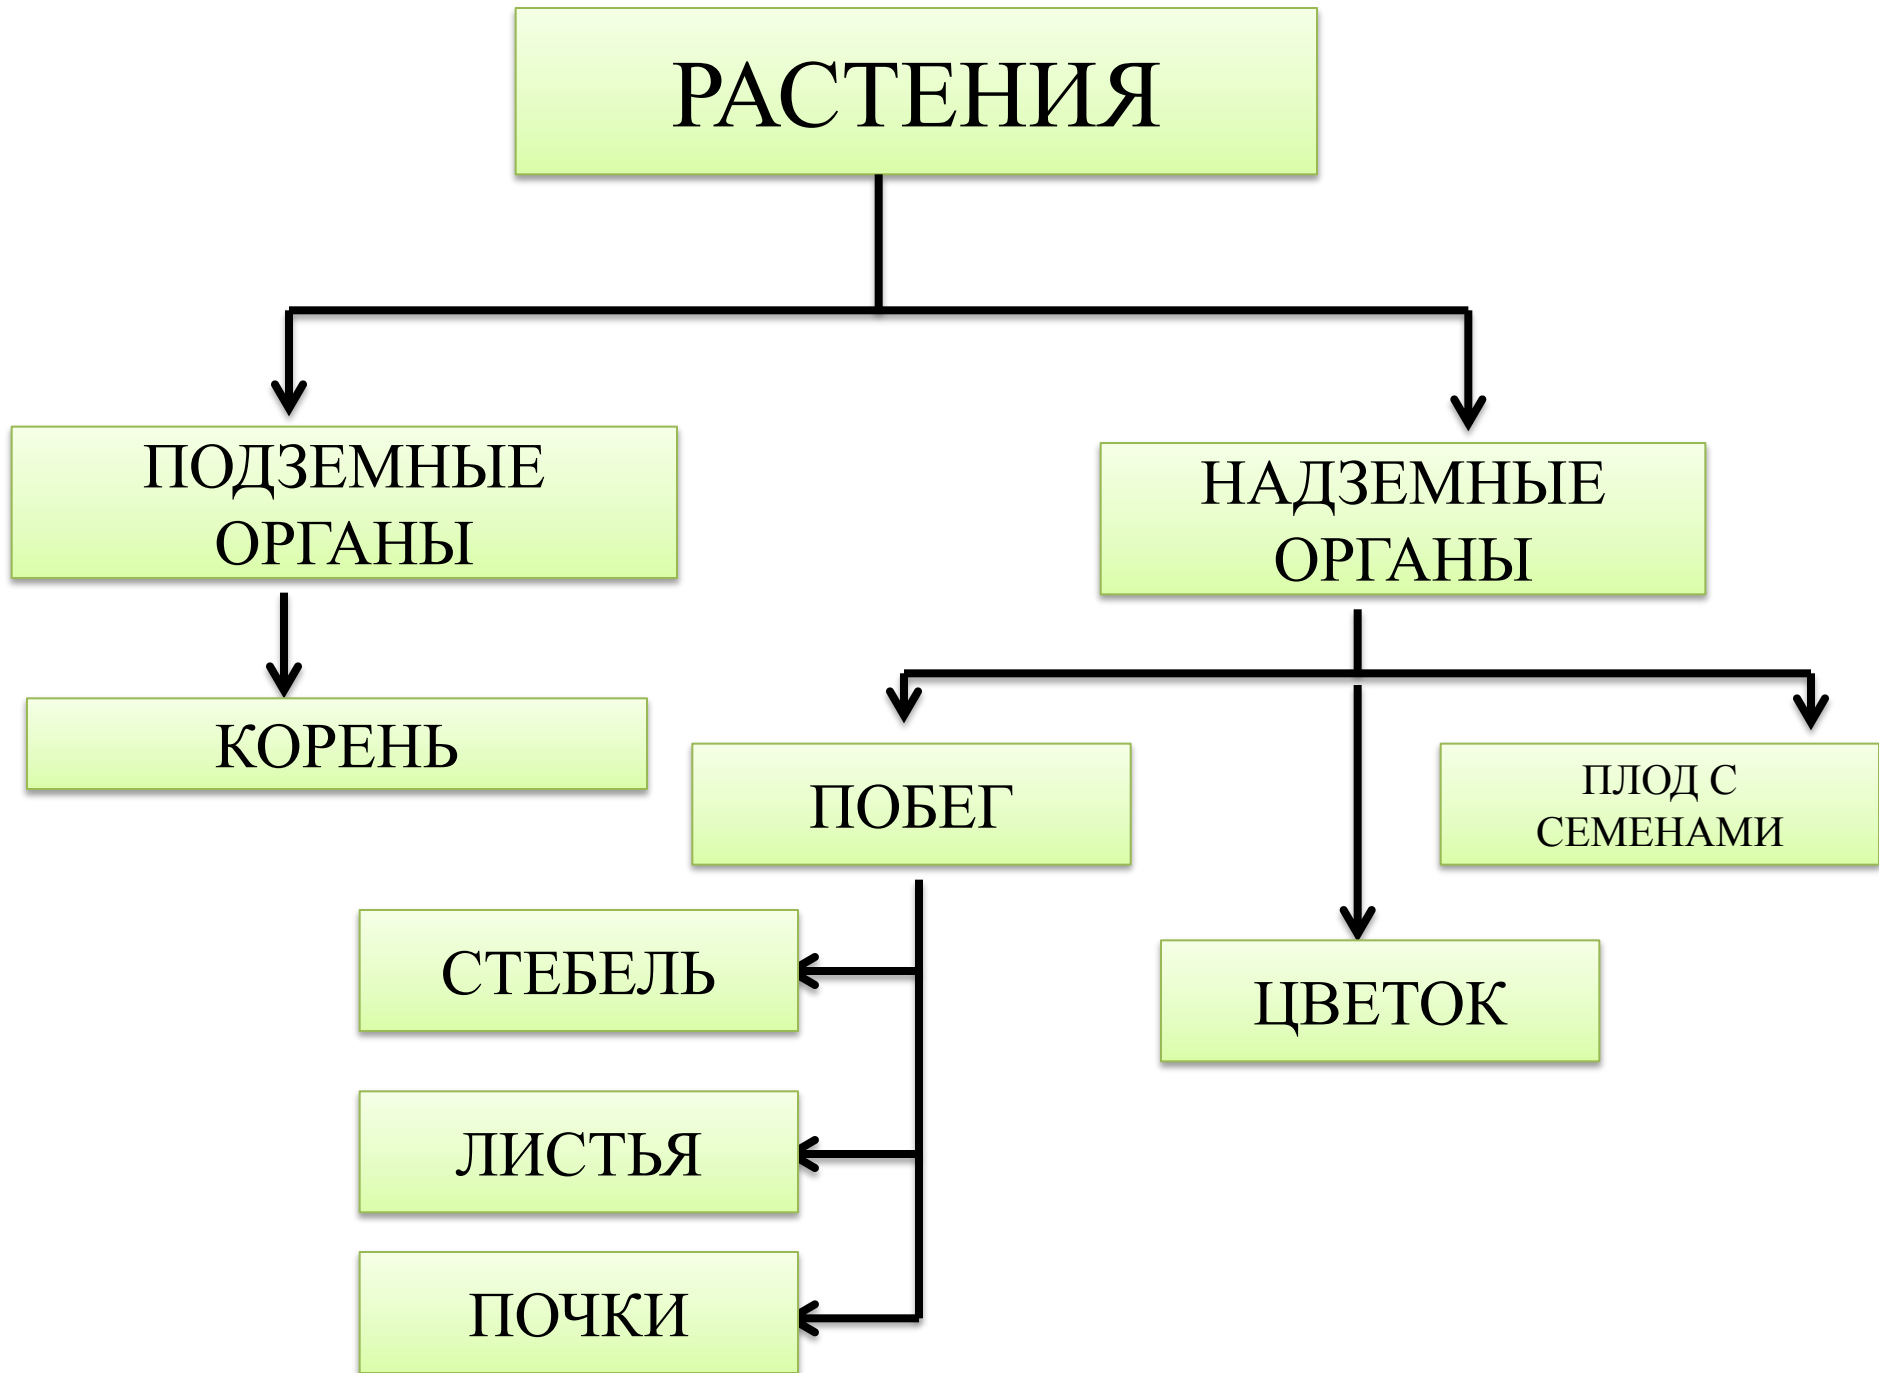 РАСТЕНИЯ
ПОДЗЕМНЫЕ
ОРГАНЫ
НАДЗЕМНЫЕ
ОРГАНЫ
КОРЕНЬ
ПОБЕГ
ПЛОД С
СЕМЕНАМИ
СТЕБЕЛЬ
ЦВЕТОК
ЛИСТЬЯ
ПОЧКИ